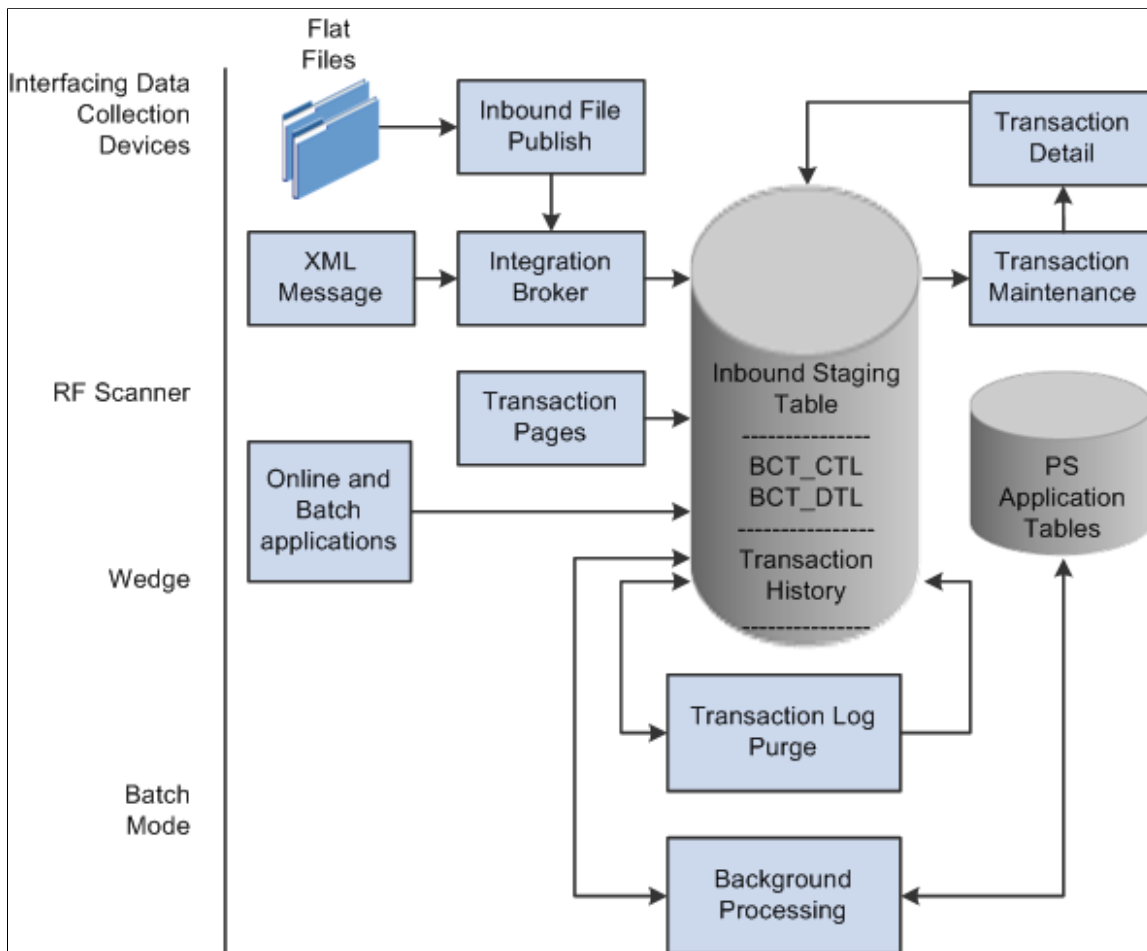 Flat
Files
Interfacing Data
Collection
Devices
Inbound File
Publish
Transaction
Detail
XML
Message
Integration
Broker
Transaction
Maintenance
RF Scanner
Transaction
Pages
Inbound Staging
Table
---------------
BCT_CTL
BCT_DTL
---------------
Transaction
History
---------------
PS
Application
Tables
Online and
Batch
applications
Wedge
Transaction Log
Purge
Batch
Mode
Background
Processing